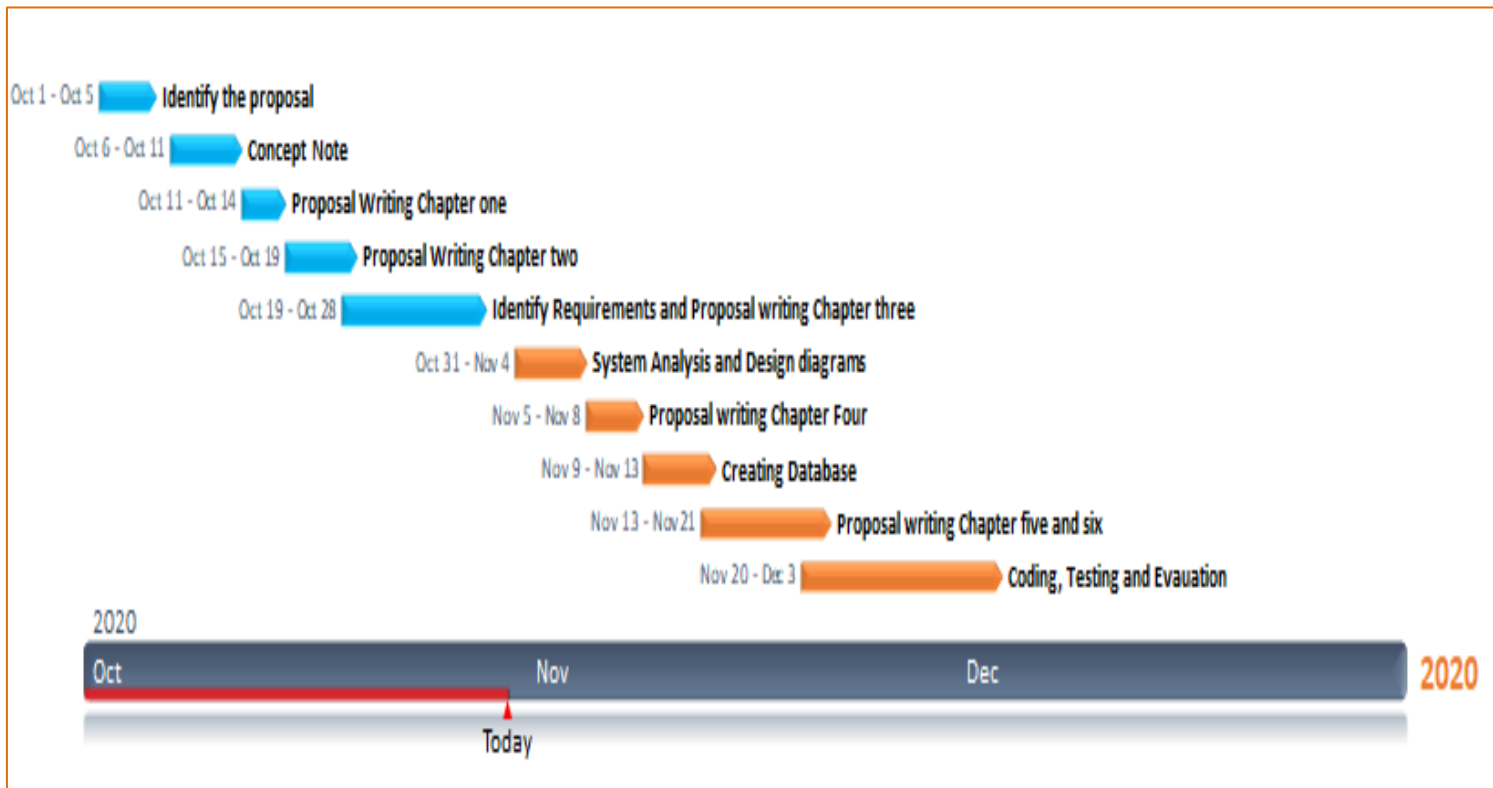 Oct 1 - Oct 5 Identify the proposal
Oct 6 - Oct 11 Concept Note
Oct 11 - Oct 14 Proposal Writing Chapter one
Oct 15 - Oct 19 Proposal Writing Chapter two
Oct 19 - Oct 28 Identify Requirements and Proposal writing Chapter three
Oct 31 - Nov 4 System Analysis and Design diagrams
Nov 5 - Nov 8 Proposal writing Chapter Four
Nov 9 - Nov 13 Creating Database
Nov 13 - Nov 21 Proposal writing Chapter five and six
Nov 20 - Dec 3 Coding, Testing and Evauation
2020
Oct Nov Dec 2020
Today